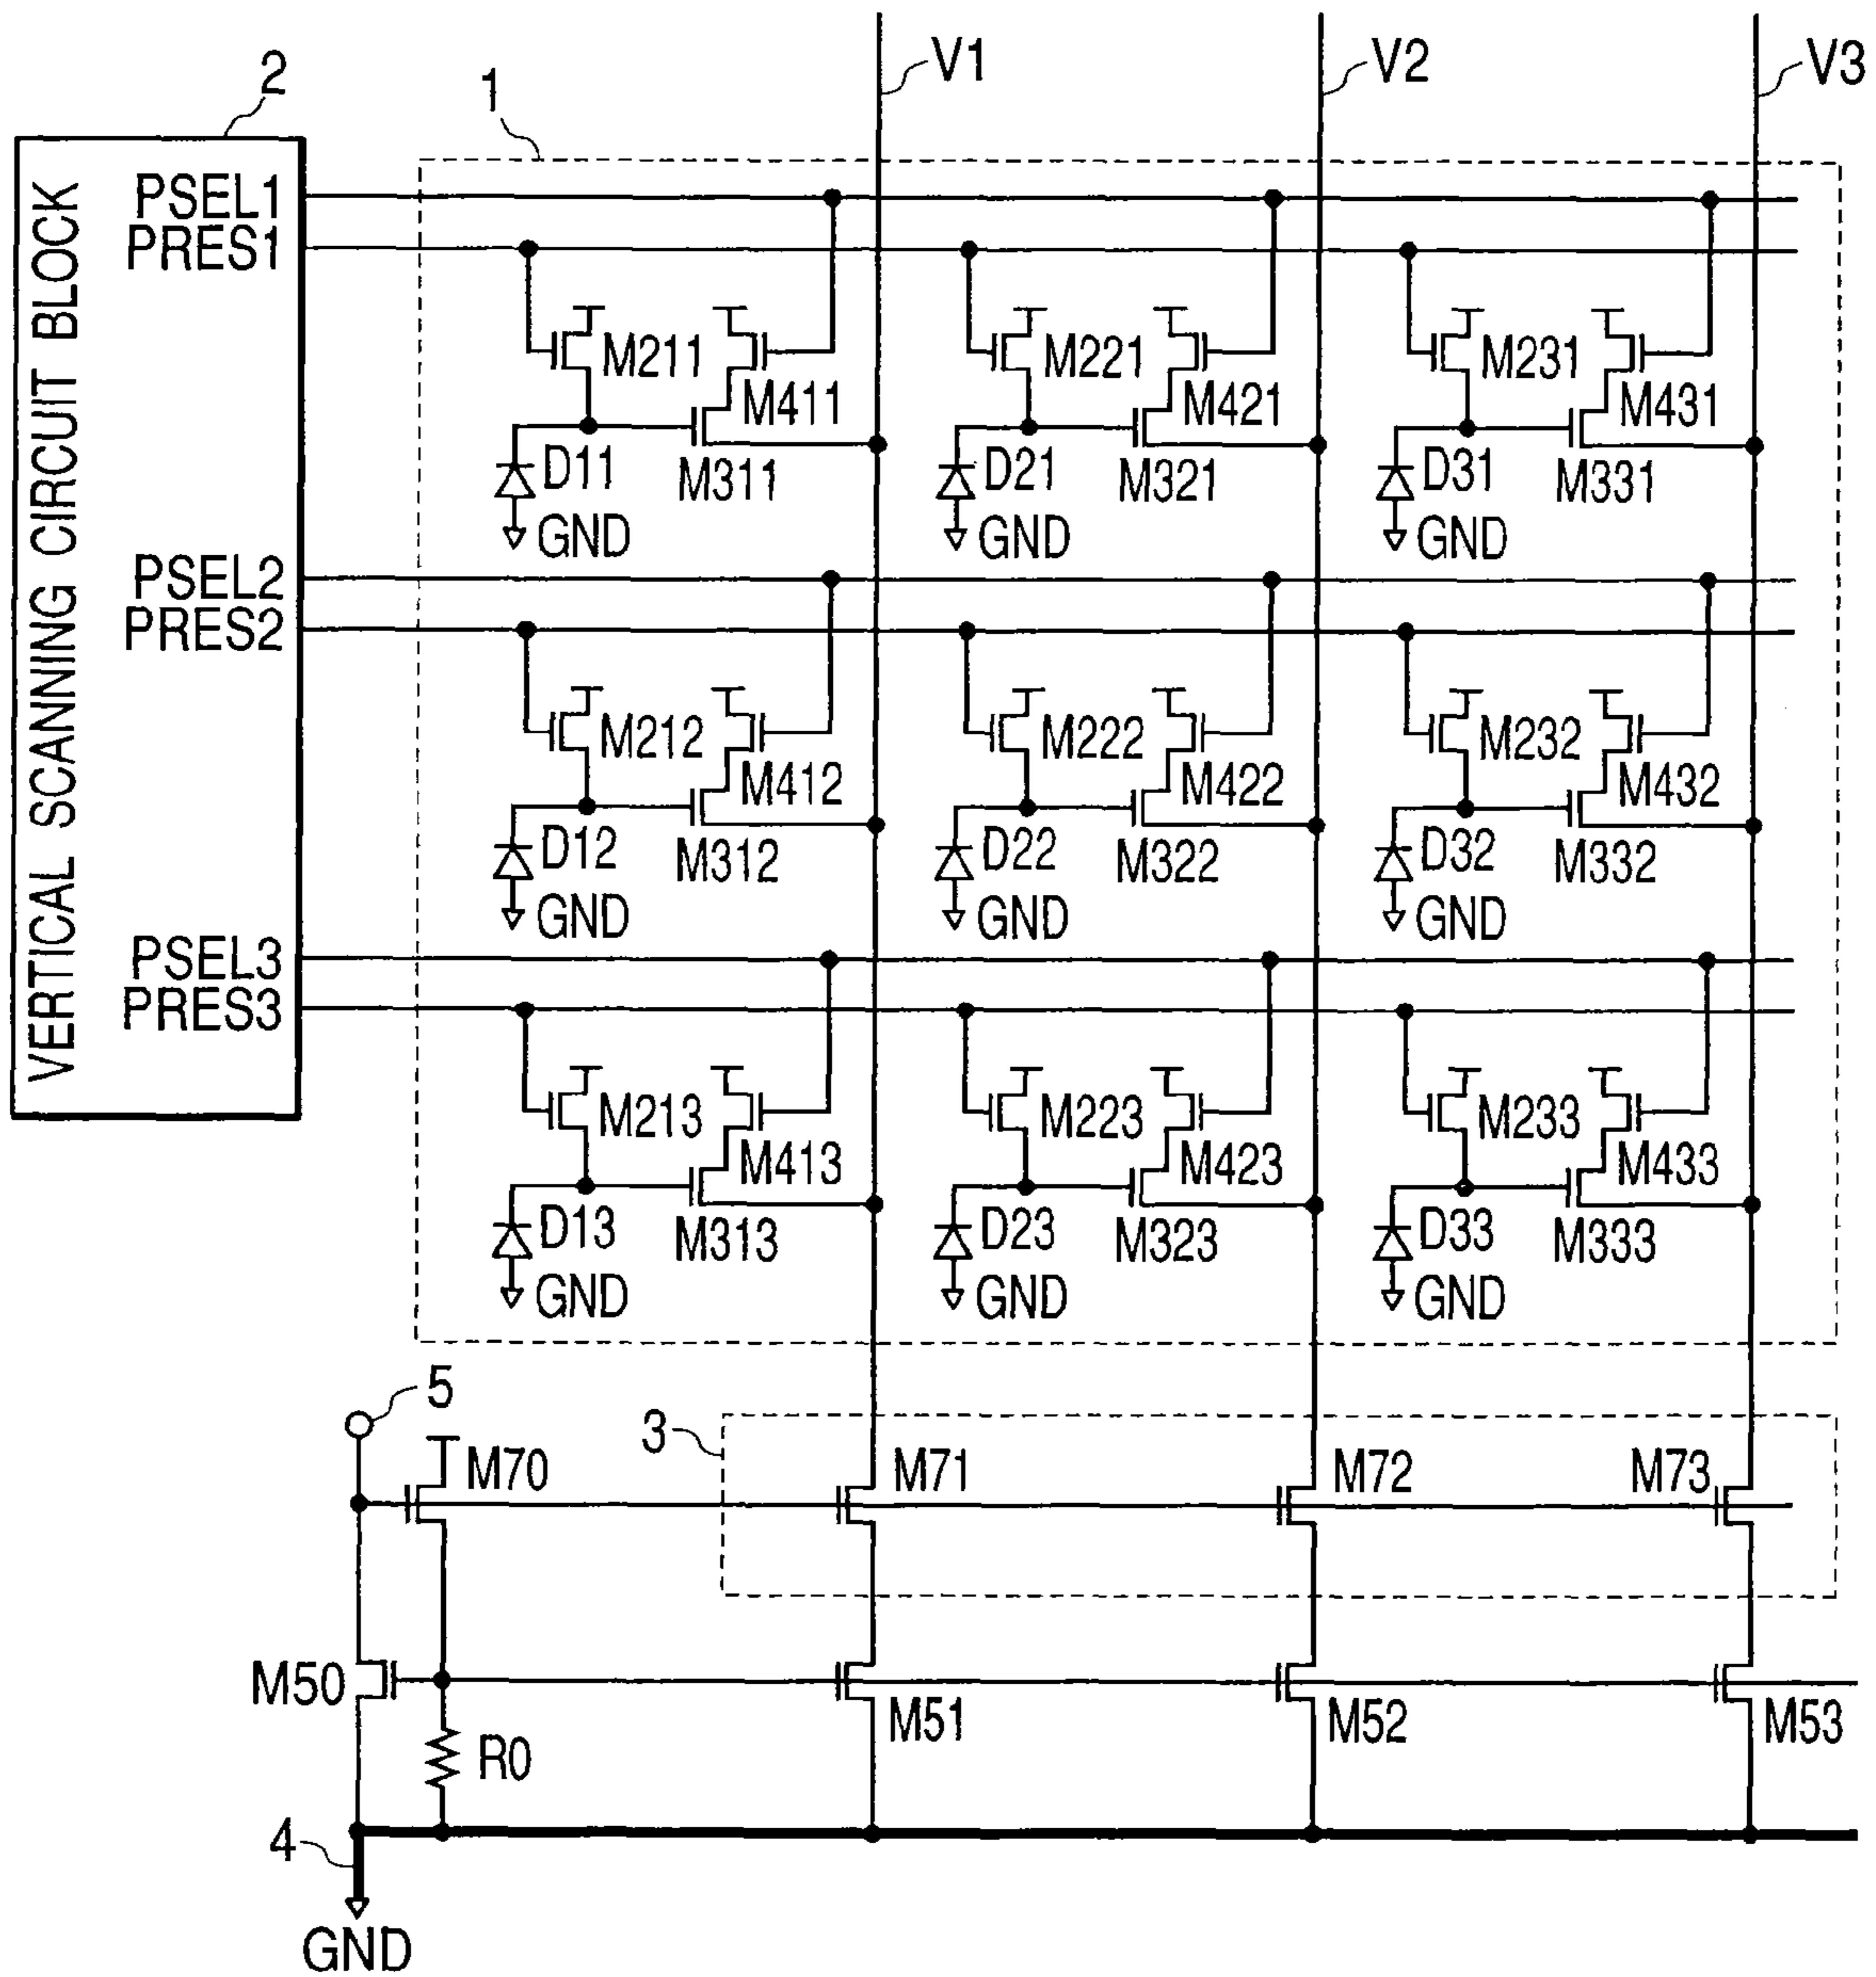 V1
V2
V3
2
1
VERTICAL SCANNING CIRCUIT BLOCK
PSEL1
PRES1
M211
M411
M221
M421
M231
M431
D11
M311
D21
M321
D31
M331
GND
GND
GND
PSEL2
PRES2
M212
M412
M222
M422
M232
M432
D12
M312
D22
M322
D32
M332
GND
GND
GND
PSEL3
PRES3
M213
M413
M223
M423
M233
M433
D13
M313
D23
M323
D33
M333
GND
GND
GND
5
3
M70
M71
M72
M73
M50
M51
M52
M53
R0
4
GND